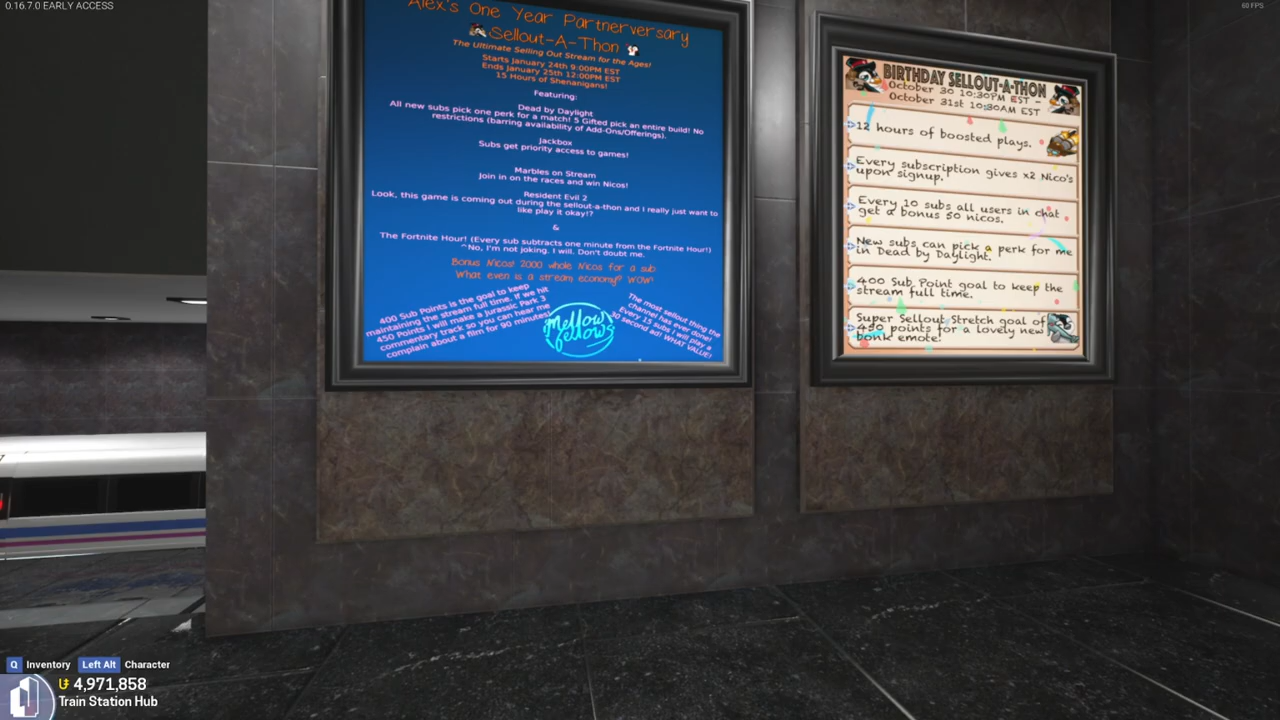 0.16.7.0 EARLY ACCESS
60 FPS
Alex's One Year Partnerversary
Sellout-A-Thon
The Ultimate Selling Out Stream for the Ages!
Starts January 24th 9:00PM EST
Ends January 25th 12:00PM EST
15 Hours of Shenanigans!
Featuring:
Dead by Daylight
All new subs pick one perk for a match! 5 Gifted pick an entire build! No
restrictions (barring availability of Add-Ons/Offerings).
Jackbox
Subs get priority access to games!
Marbles on Stream
Join in on the races and win Nicos!
Resident Evil 2
Look, this game is coming out during the sellout-a-thon and I really just want to
like play it okay!?
&
The Fortnite Hour! (Every sub subtracts one minute from the Fortnite Hour!)
^No, I'm not joking. I will. Don't doubt me.
Bonus Nicos! 2000 whole Nicos for a sub
What even is a stream economy? WOW!
400 Sub Points is the goal to keep
maintaining the stream full time. If we hit
450 Points I will make a Jurassic Park 3
commentary track so you can hear me
complain about a film for 90 minutes!
Mellow
Fellows
The most sellout thing the
channel has ever done!
Every 15 subs I will play a
30 second ad! WHAT VALUE!
BIRTHDAY SELLOUT-A-THON
October 30 10:30PM EST -
October 31st 10:30AM EST
12 hours of boosted plays.
Every subscription gives x2 Nico's
upon signup.
Every 10 subs all users in chat
get a bonus 50 nicos.
New subs can pick a perk for me
in Dead by Daylight.
400 Sub Point goal to keep the
stream full time.
Super Sellout Stretch goal of
450 points for a lovely new
bonk emote!
Q Inventory Left Alt Character
4,971,858
Train Station Hub